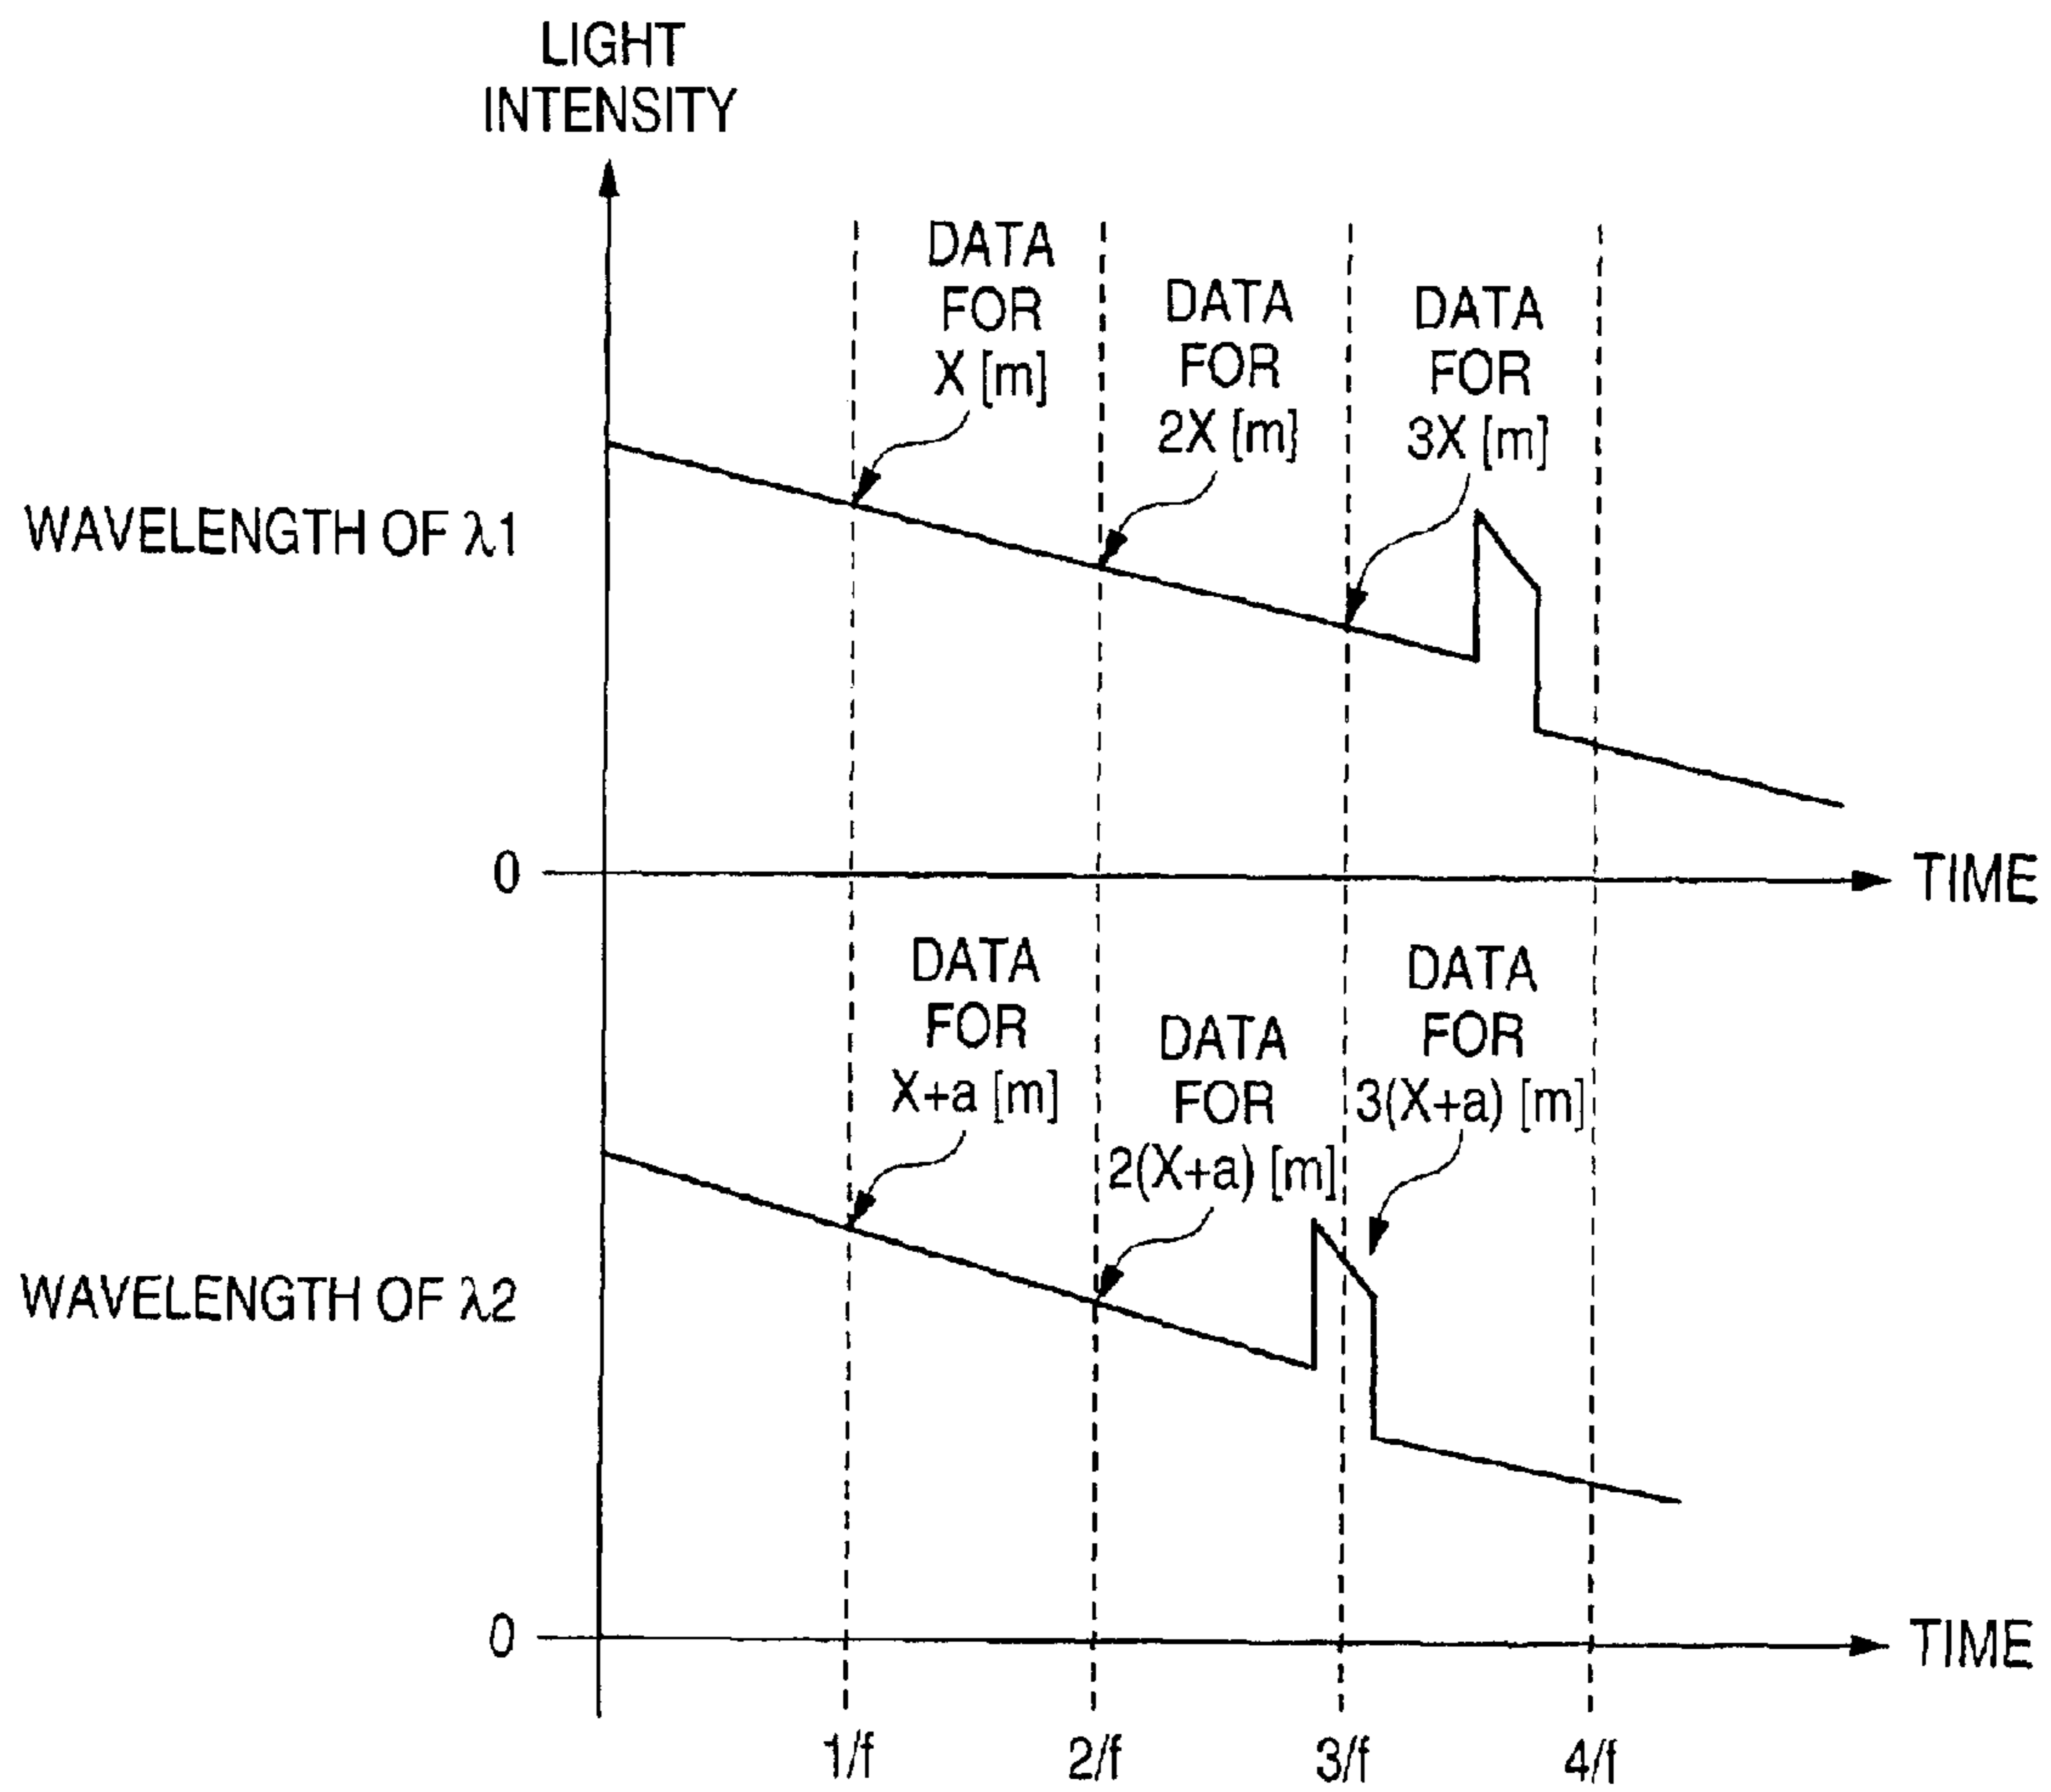 LIGHT
INTENSITY
DATA
FOR
X [m]
DATA
FOR
2X [m]
DATA
FOR
3X [m]
WAVELENGTH OF λ1
0
TIME
DATA
FOR
X+a [m]
DATA
FOR
2(X+a) [m]
DATA
FOR
3(X+a) [m]
WAVELENGTH OF λ2
0
TIME
1/f
2/f
3/f
4/f